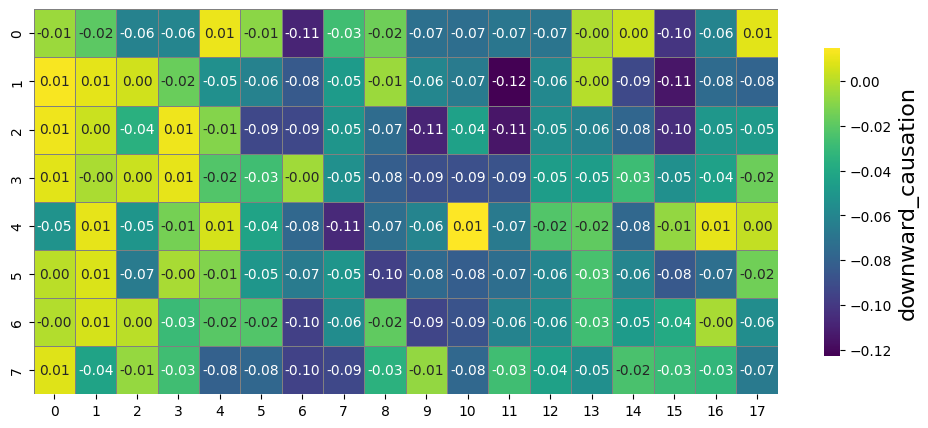 0 -0.01 -0.02 -0.06 -0.06 0.01 -0.01 -0.11 -0.03 -0.02 -0.07 -0.07 -0.07 -0.07 -0.00 0.00 -0.10 -0.06 0.01
1 0.01 0.01 0.00 -0.02 -0.05 -0.06 -0.08 -0.05 -0.01 -0.06 -0.07 -0.12 -0.06 -0.00 -0.09 -0.11 -0.08 -0.08
2 0.01 0.00 -0.04 0.01 -0.01 -0.09 -0.09 -0.05 -0.07 -0.11 -0.04 -0.11 -0.05 -0.06 -0.08 -0.10 -0.05 -0.05
3 0.01 -0.00 0.00 0.01 -0.02 -0.03 -0.00 -0.05 -0.08 -0.09 -0.09 -0.09 -0.05 -0.05 -0.03 -0.05 -0.04 -0.02
4 -0.05 0.01 -0.05 -0.01 0.01 -0.04 -0.08 -0.11 -0.07 -0.06 0.01 -0.07 -0.02 -0.02 -0.08 -0.01 0.01 0.00
5 0.00 0.01 -0.07 -0.00 -0.01 -0.05 -0.07 -0.05 -0.10 -0.08 -0.08 -0.07 -0.06 -0.03 -0.06 -0.08 -0.07 -0.02
6 -0.00 0.01 0.00 -0.03 -0.02 -0.02 -0.10 -0.06 -0.02 -0.09 -0.09 -0.06 -0.06 -0.03 -0.05 -0.04 -0.00 -0.06
7 0.01 -0.04 -0.01 -0.03 -0.08 -0.08 -0.10 -0.09 -0.03 -0.01 -0.08 -0.03 -0.04 -0.05 -0.02 -0.03 -0.03 -0.07
0 1 2 3 4 5 6 7 8 9 10 11 12 13 14 15 16 17
0.00
−0.02
−0.04
−0.06
−0.08
−0.10
−0.12
downward_causation